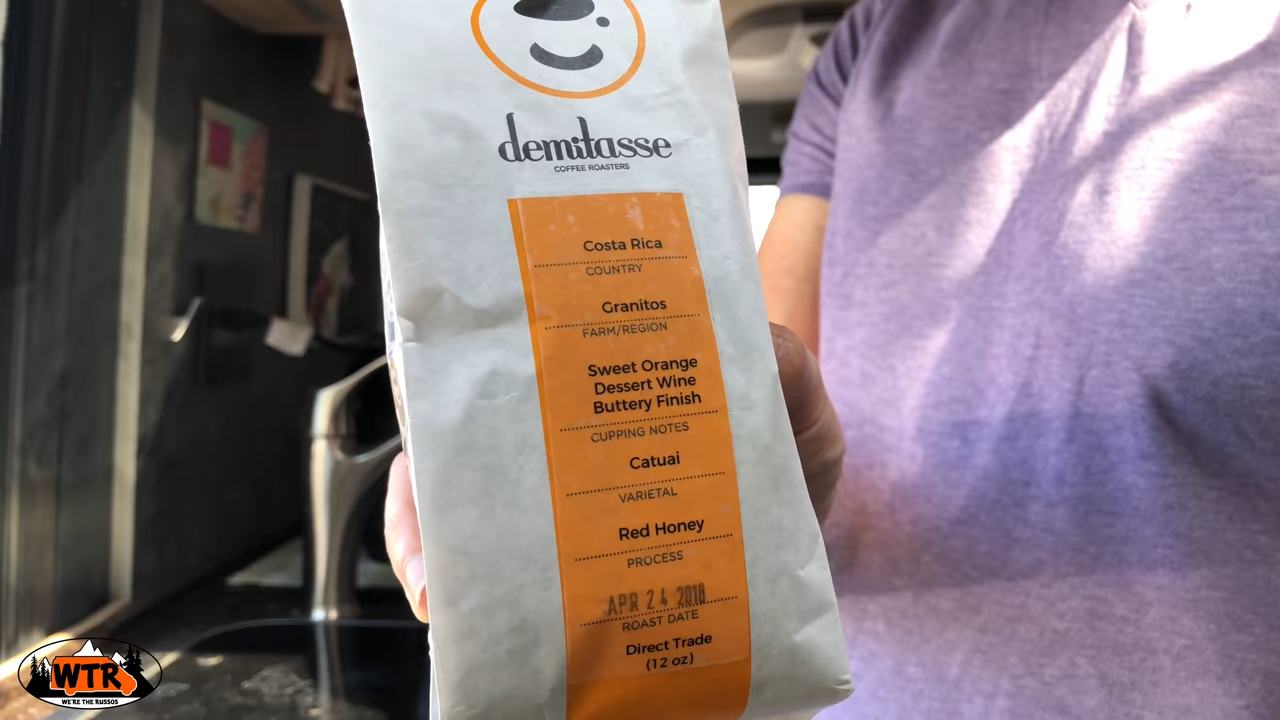 demitasse
COFFEE ROASTERS
Costa Rica
COUNTRY
Granitos
FARM/REGION
Sweet Orange
Dessert Wine
Buttery Finish
CUPPING NOTES
Catuai
VARIETAL
Red Honey
PROCESS
APR 24 2018
ROAST DATE
Direct Trade
(12 oz)
WTR
WE'RE THE RUSSOS